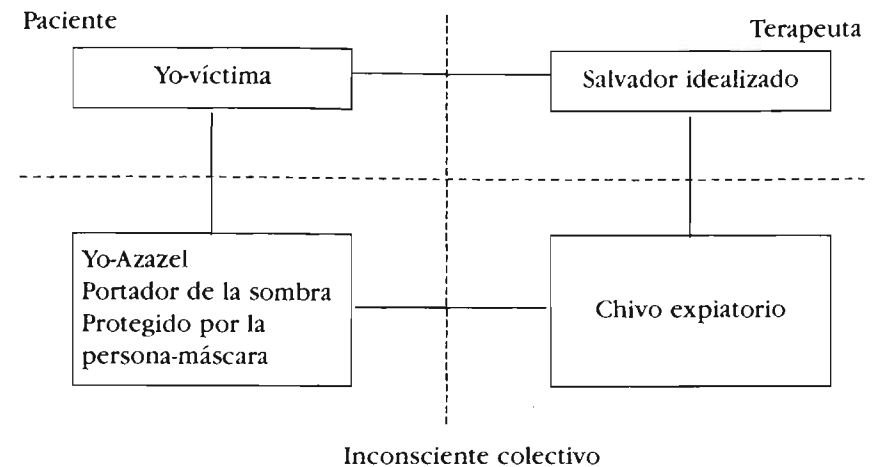 Paciente
Terapeuta
Yo-víctima
Salvador idealizado
Yo-Azazel
Portador de la sombra
Protegido por la
persona-máscara
Chivo expiatorio
Inconsciente colectivo